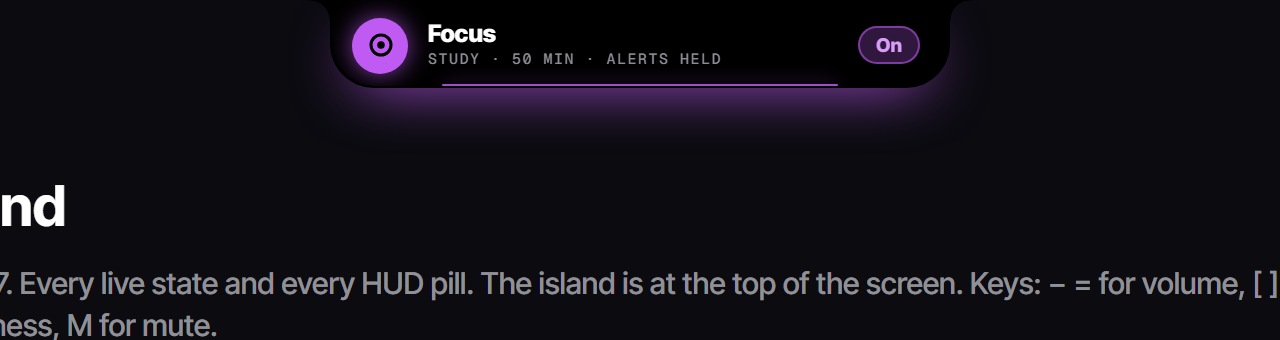 Focus
STUDY · 50 MIN · ALERTS HELD
On
nd
7. Every live state and every HUD pill. The island is at the top of the screen. Keys: – = for volume, [ ]
ness, M for mute.